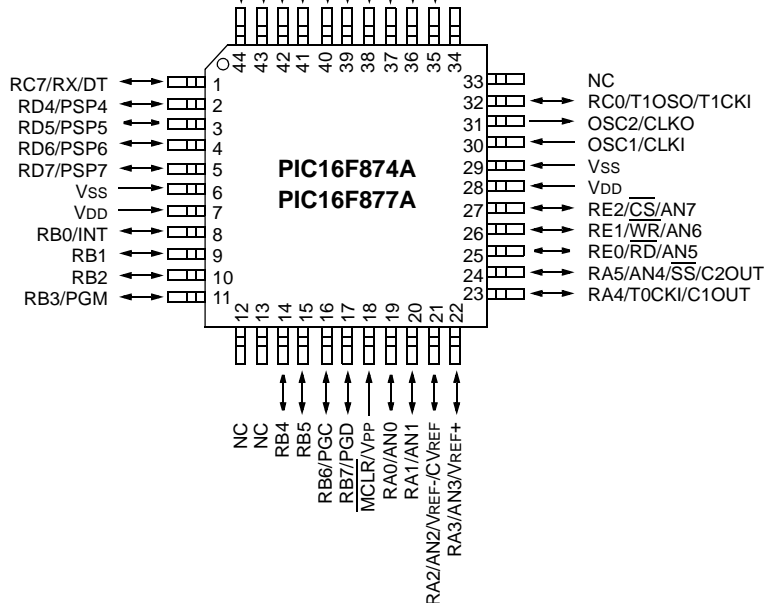 44 43 42 41 40 39 38 37 36 35 34
RC7/RX/DT 1
RD4/PSP4 2
RD5/PSP5 3
RD6/PSP6 4
RD7/PSP7 5
VSS 6
VDD 7
RB0/INT 8
RB1 9
RB2 10
RB3/PGM 11
PIC16F874A
PIC16F877A
33 NC
32 RC0/T1OSO/T1CKI
31 OSC2/CLKO
30 OSC1/CLKI
29 VSS
28 VDD
27 RE2/CS/AN7
26 RE1/WR/AN6
25 RE0/RD/AN5
24 RA5/AN4/SS/C2OUT
23 RA4/T0CKI/C1OUT
12 13 14 15 16 17 18 19 20 21 22
NC
NC
RB4
RB5
RB6/PGC
RB7/PGD
MCLR/VPP
RA0/AN0
RA1/AN1
RA2/AN2/VREF-/CVREF
RA3/AN3/VREF+